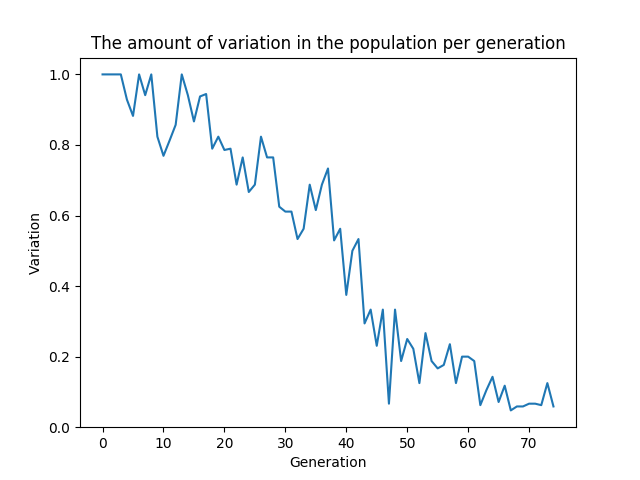 The amount of variation in the population per generation
1.0
0.8
0.6
0.4
0.2
0.0
Variation
0 10 20 30 40 50 60 70
Generation